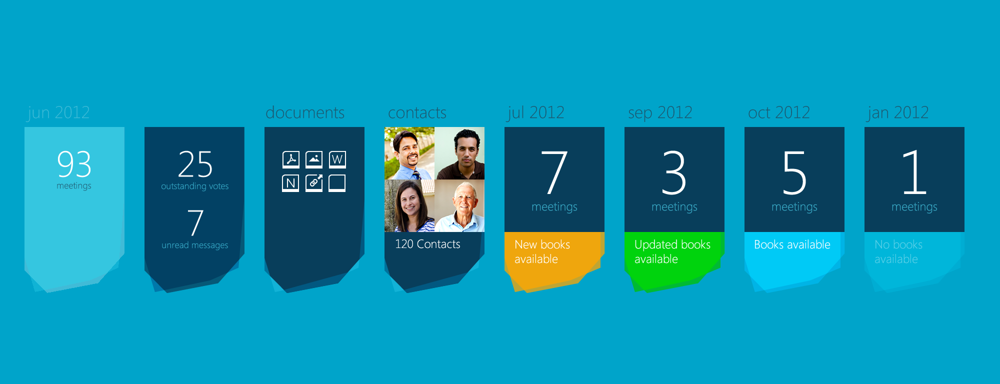 jun 2012
93
meetings
25
outstanding votes
7
unread messages
documents
W
N
contacts
120 Contacts
jul 2012
7
meetings
New books
available
sep 2012
3
meetings
Updated books
available
oct 2012
5
meetings
Books available
jan 2012
1
meetings
No books
available